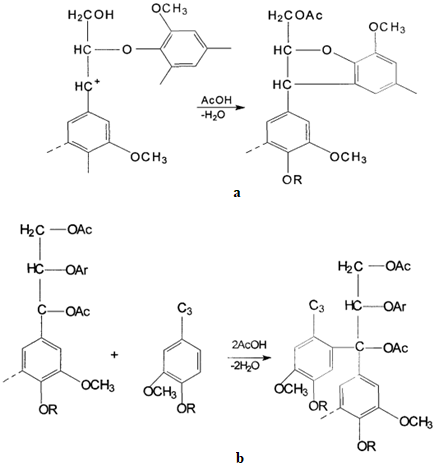 H₂COH OCH₃ H₂COAc OCH₃
HC O HC O
HC⁺ AcOH HC
-H₂O
OCH₃ OCH₃
OR
a
H₂C OAc H₂C OAc
HC OAr HC OAr
C OAc C₃ C₃ C OAc
+ 2AcOH
-2H₂O
OCH₃ OCH₃ OCH₃ OCH₃
OR OR OR OR
b